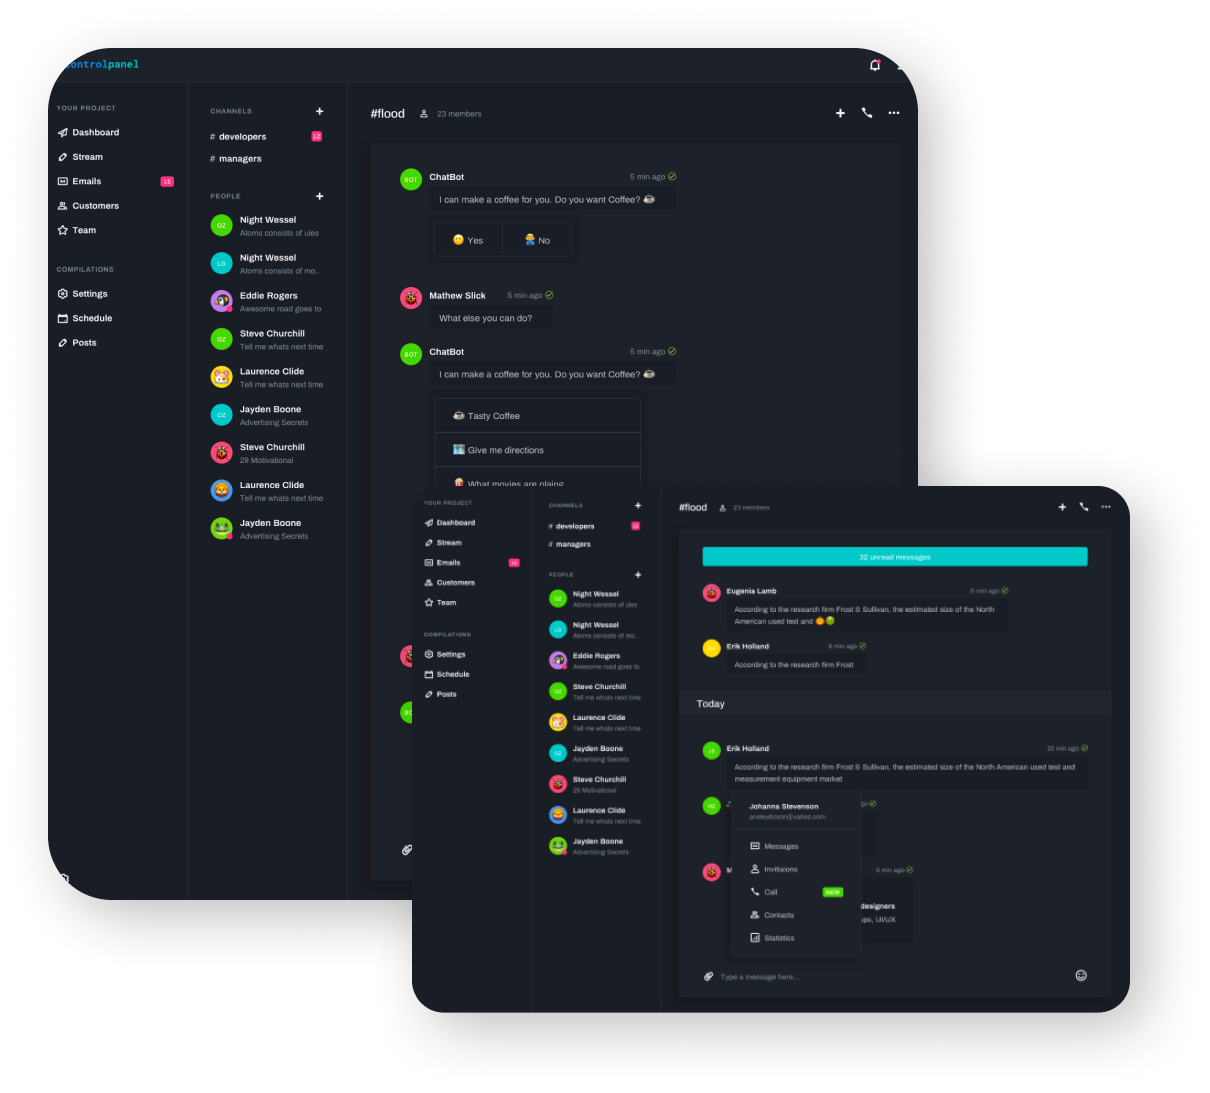 controlpanel
YOUR PROJECT
Dashboard
Stream
Emails
16
Customers
Team
COMPILATIONS
Settings
Schedule
Posts
CHANNELS +
# developers
12
# managers
PEOPLE +
OZ
Night Wessel
Atoms consists of ules
LG
Night Wessel
Atoms consists of mo..
Eddie Rogers
Awesome road goes to
OZ
Steve Churchill
Tell me whats next time
Laurence Clide
Tell me whats next time
OZ
Jayden Boone
Advertising Secrets
Steve Churchill
29 Motivational
Laurence Clide
Tell me whats next time
Jayden Boone
Advertising Secrets
#flood 23 members
BOT
ChatBot 5 min ago
I can make a coffee for you. Do you want Coffee? ☕
Yes No
Mathew Slick 5 min ago
What else you can do?
BOT
ChatBot 5 min ago
I can make a coffee for you. Do you want Coffee? ☕
Tasty Coffee
Give me directions
What movies are plaing
YOUR PROJECT
Dashboard
Stream
Emails
16
Customers
Team
COMPILATIONS
Settings
Schedule
Posts
CHANNELS +
# developers
12
# managers
PEOPLE +
OZ
Night Wessel
Atoms consists of ules
LG
Night Wessel
Atoms consists of mo..
Eddie Rogers
Awesome road goes to
OZ
Steve Churchill
Tell me whats next time
Laurence Clide
Tell me whats next time
OZ
Jayden Boone
Advertising Secrets
Steve Churchill
29 Motivational
Laurence Clide
Tell me whats next time
Jayden Boone
Advertising Secrets
#flood 23 members
32 unread messages
Eugenia Lamb 5 min ago
According to the research firm Frost & Sullivan, the estimated size of the North
American used test and
Erik Holland 5 min ago
According to the research firm Frost
Today
Erik Holland 10 min ago
According to the research firm Frost & Sullivan, the estimated size of the North American used test and
measurement equipment market
OZ
Johanna Stevenson
ansleydicson@yahoo.com
Messages
Invitiaions
Call NEW
Contacts
Statistics
5 min ago
designers
ups, UI/UX
Type a message here...